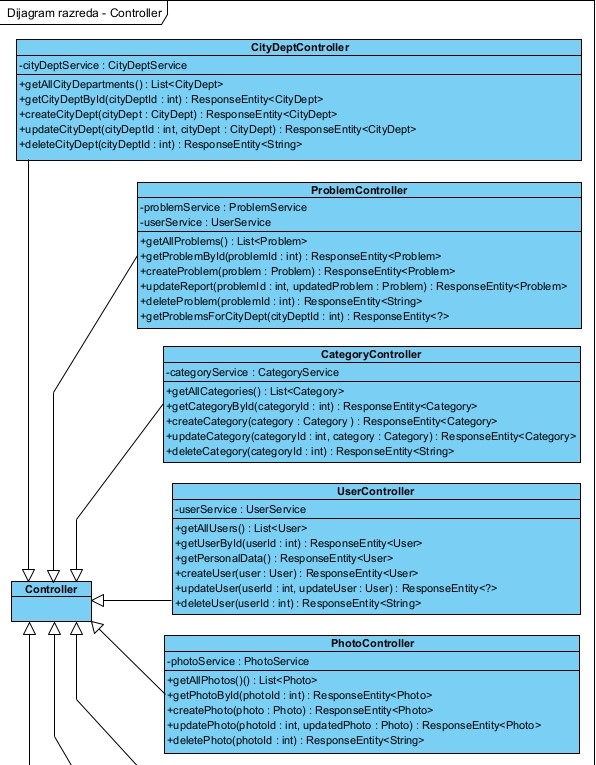 Dijagram razreda - Controller
CityDeptController
-cityDeptService : CityDeptService
+getAllCityDepartments() : List<CityDept>
+getCityDeptById(cityDeptId : int) : ResponseEntity<CityDept>
+createCityDept(cityDept : CityDept) : ResponseEntity<CityDept>
+updateCityDept(cityDeptId : int, cityDept : CityDept) : ResponseEntity<CityDept>
+deleteCityDept(cityDeptId : int) : ResponseEntity<String>
ProblemController
-problemService : ProblemService
-userService : UserService
+getAllProblems() : List<Problem>
+getProblemById(problemId : int) : ResponseEntity<Problem>
+createProblem(problem : Problem) : ResponseEntity<Problem>
+updateReport(problemId : int, updatedProblem : Problem) : ResponseEntity<Problem>
+deleteProblem(problemId : int) : ResponseEntity<String>
+getProblemsForCityDept(cityDeptId : int) : ResponseEntity<?>
CategoryController
-categoryService : CategoryService
+getAllCategories() : List<Category>
+getCategoryById(categoryId : int) : ResponseEntity<Category>
+createCategory(category : Category ) : ResponseEntity<Category>
+updateCategory(categoryId : int, category : Category) : ResponseEntity<Category>
+deleteCategory(categoryId : int) : ResponseEntity<String>
UserController
-userService : UserService
+getAllUsers() : List<User>
+getUserById(userId : int) : ResponseEntity<User>
+getPersonalData() : ResponseEntity<User>
+createUser(user : User) : ResponseEntity<User>
+updateUser(userId : int, updateUser : User) : ResponseEntity<?>
+deleteUser(userId : int) : ResponseEntity<String>
Controller
PhotoController
-photoService : PhotoService
+getAllPhotos()() : List<Photo>
+getPhotoById(photoId : int) : ResponseEntity<Photo>
+createPhoto(photo : Photo) : ResponseEntity<Photo>
+updatePhoto(photoId : int, updatedPhoto : Photo) : ResponseEntity<Photo>
+deletePhoto(photoId : int) : ResponseEntity<String>